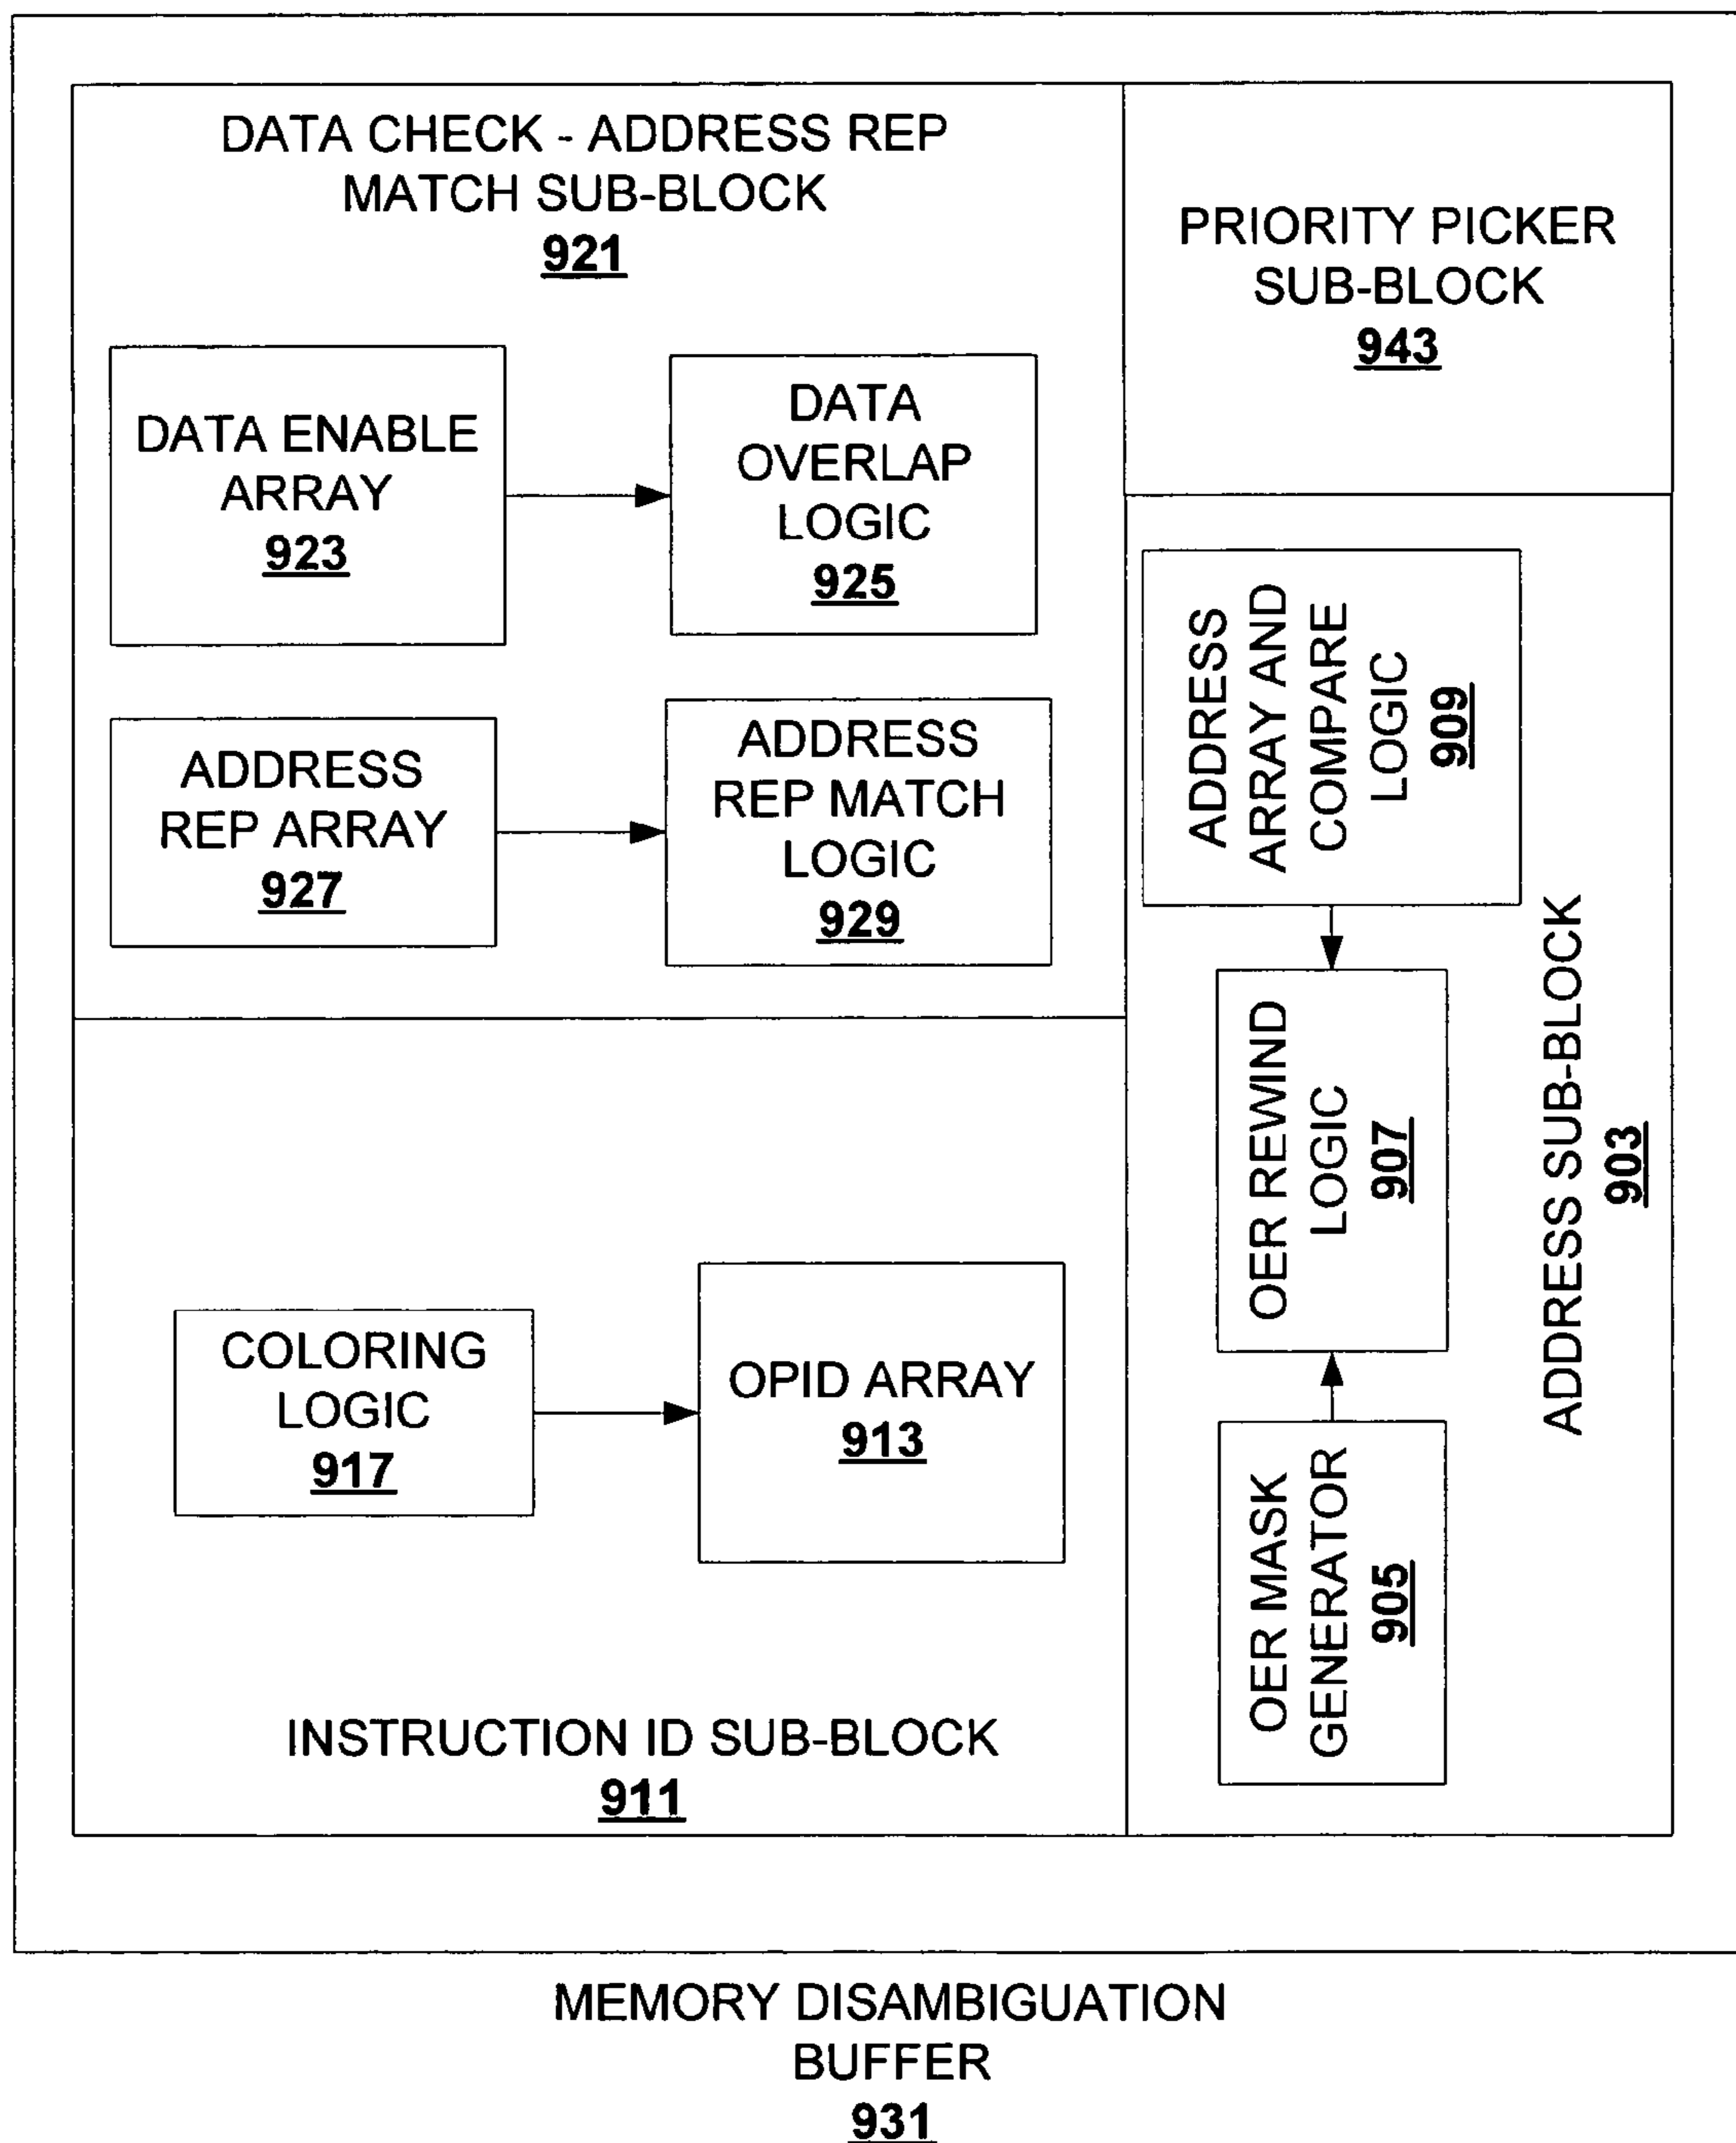 DATA CHECK - ADDRESS REP
MATCH SUB-BLOCK
921
DATA ENABLE
ARRAY
923
DATA
OVERLAP
LOGIC
925
ADDRESS
REP ARRAY
927
ADDRESS
REP MATCH
LOGIC
929
PRIORITY PICKER
SUB-BLOCK
943
ADDRESS
ARRAY AND
COMPARE
LOGIC
909
OER REWIND
LOGIC
907
OER MASK
GENERATOR
905
ADDRESS SUB-BLOCK
903
COLORING
LOGIC
917
OPID ARRAY
913
INSTRUCTION ID SUB-BLOCK
911
MEMORY DISAMBIGUATION
BUFFER
931